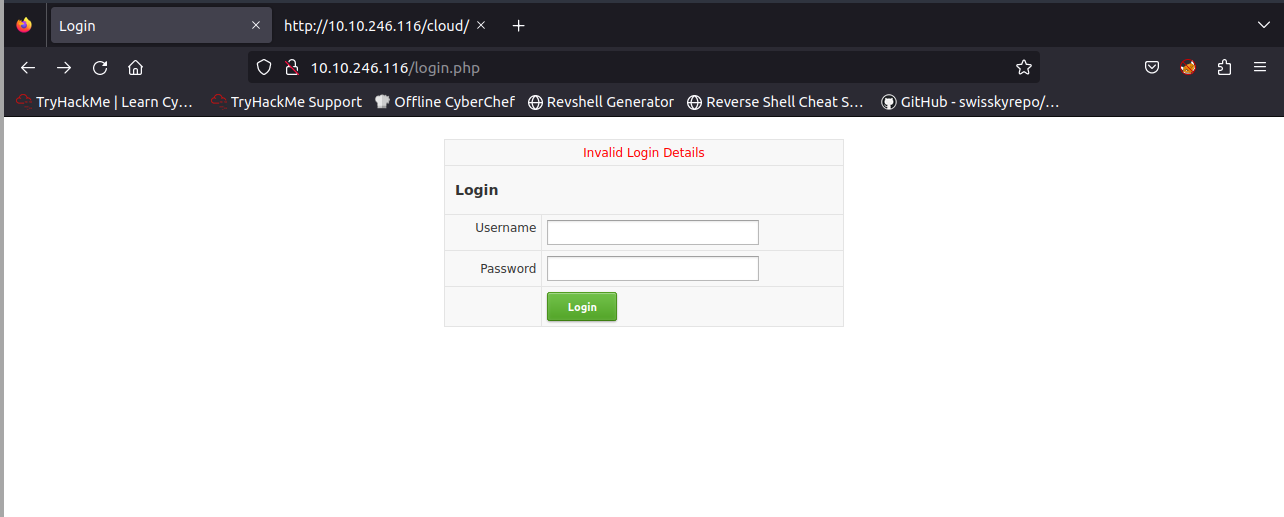 Login
http://10.10.246.116/cloud/
10.10.246.116/login.php
TryHackMe | Learn Cy… TryHackMe Support Offline CyberChef Revshell Generator Reverse Shell Cheat S… GitHub - swisskyrepo/…
Invalid Login Details
Login
Username
Password
Login